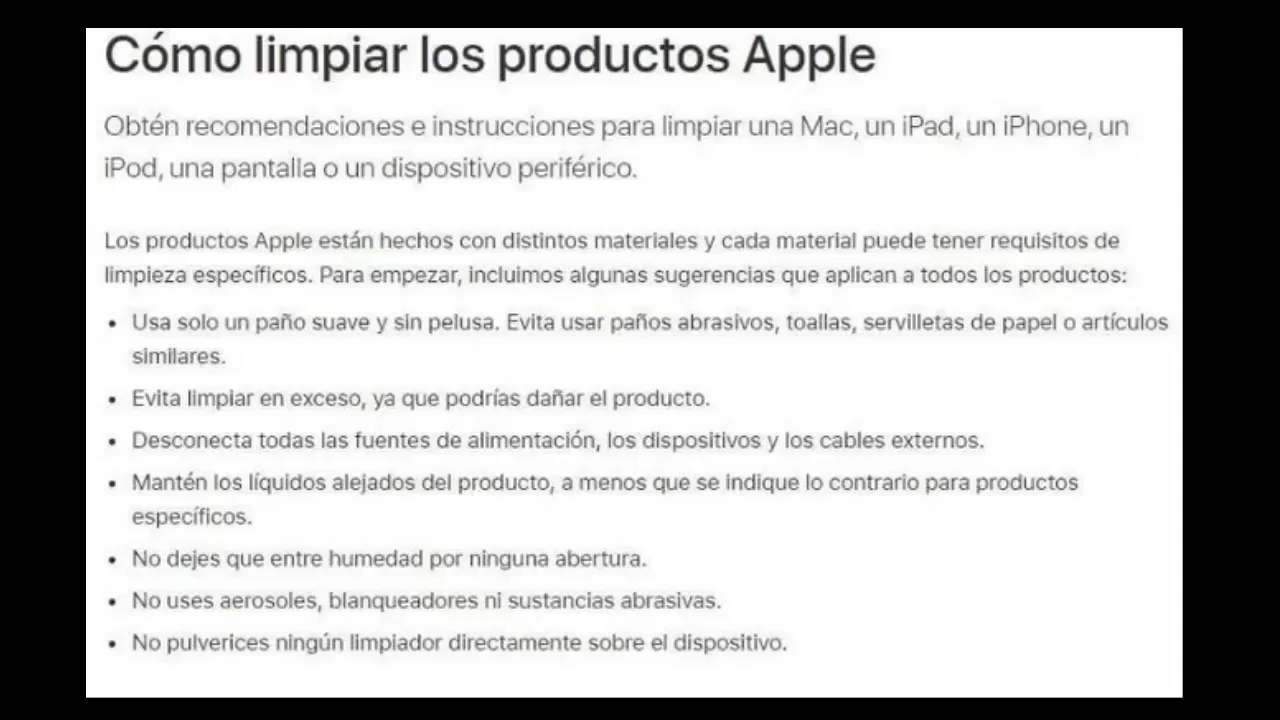 Cómo limpiar los productos Apple
Obtén recomendaciones e instrucciones para limpiar una Mac, un iPad, un iPhone, un
iPod, una pantalla o un dispositivo periférico.
Los productos Apple están hechos con distintos materiales y cada material puede tener requisitos de
limpieza específicos. Para empezar, incluimos algunas sugerencias que aplican a todos los productos:
• Usa solo un paño suave y sin pelusa. Evita usar paños abrasivos, toallas, servilletas de papel o artículos
similares.
• Evita limpiar en exceso, ya que podrías dañar el producto.
• Desconecta todas las fuentes de alimentación, los dispositivos y los cables externos.
• Mantén los líquidos alejados del producto, a menos que se indique lo contrario para productos
específicos.
• No dejes que entre humedad por ninguna abertura.
• No uses aerosoles, blanqueadores ni sustancias abrasivas.
• No pulverices ningún limpiador directamente sobre el dispositivo.